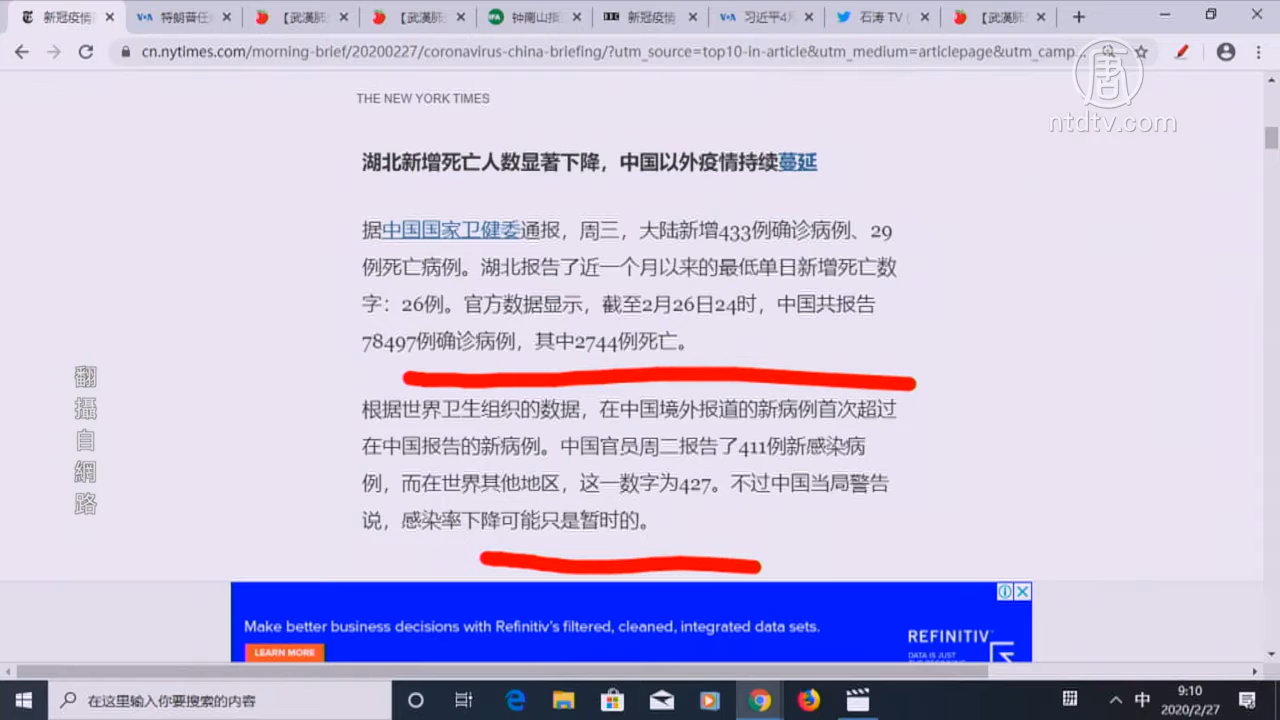 新冠疫情
特朗普任
【武漢肺
【武漢肺
钟南山指
BBC 新冠疫情
习近平4
石涛 TV (
【武漢肺
cn.nytimes.com/morning-brief/20200227/coronavirus-china-briefing/?utm_source=top10-in-article&utm_medium=articlepage&utm_camp...
唐
ntdtv.com
THE NEW YORK TIMES
湖北新增死亡人数显著下降，中国以外疫情持续蔓延
据中国国家卫健委通报，周三，大陆新增433例确诊病例、29
例死亡病例。湖北报告了近一个月以来的最低单日新增死亡数
字：26例。官方数据显示，截至2月26日24时，中国共报告
78497例确诊病例，其中2744例死亡。
根据世界卫生组织的数据，在中国境外报道的新病例首次超过
在中国报告的新病例。中国官员周二报告了411例新感染病
例，而在世界其他地区，这一数字为427。不过中国当局警告
说，感染率下降可能只是暂时的。
翻攝自網路
Make better business decisions with Refinitiv's filtered, cleaned, integrated data sets.
LEARN MORE
REFINITIV
DATA IS JUST
在这里输入你要搜索的内容
中
9:10
2020/2/27